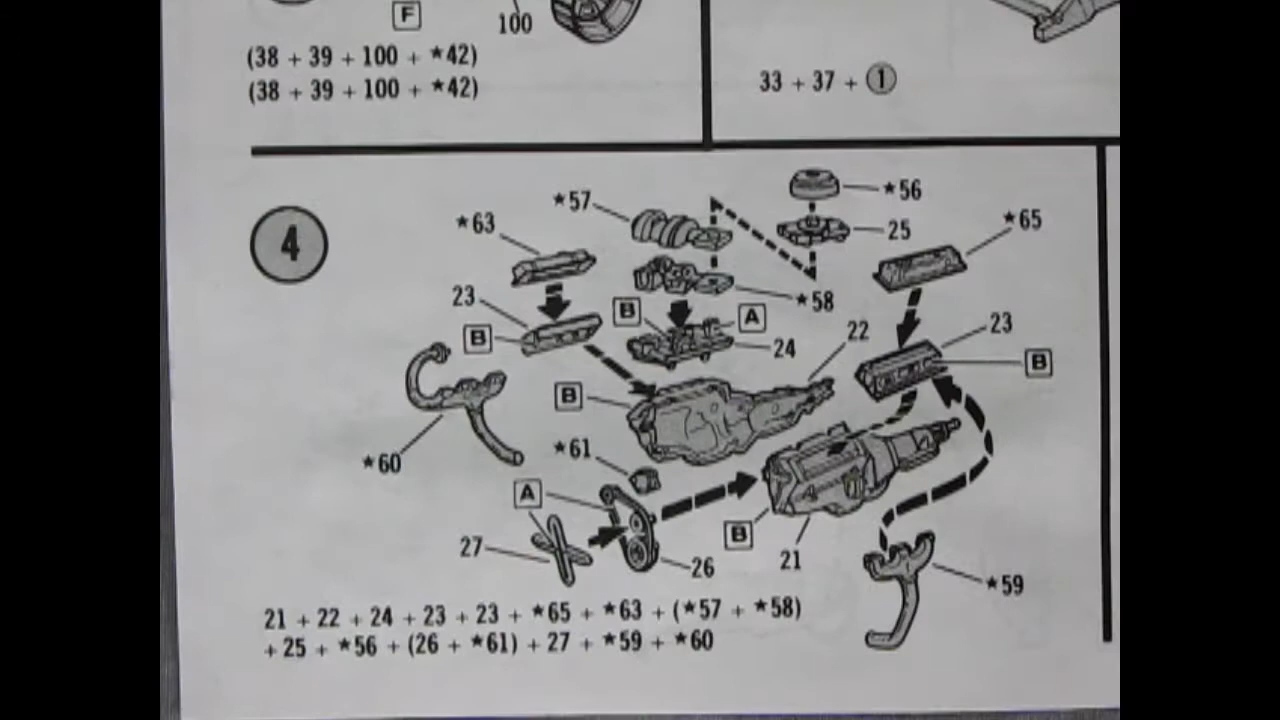 F
100
(38 + 39 + 100 + ★42)
(38 + 39 + 100 + ★42)
33 + 37 + 1
4
★57
★56
★63
25
★65
23
B
★58
B
A
24
22
23
B
B
★60
★61
A
27
26
B
21
★59
21 + 22 + 24 + 23 + 23 + ★65 + ★63 + (★57 + ★58)
+ 25 + ★56 + (26 + ★61) + 27 + ★59 + ★60